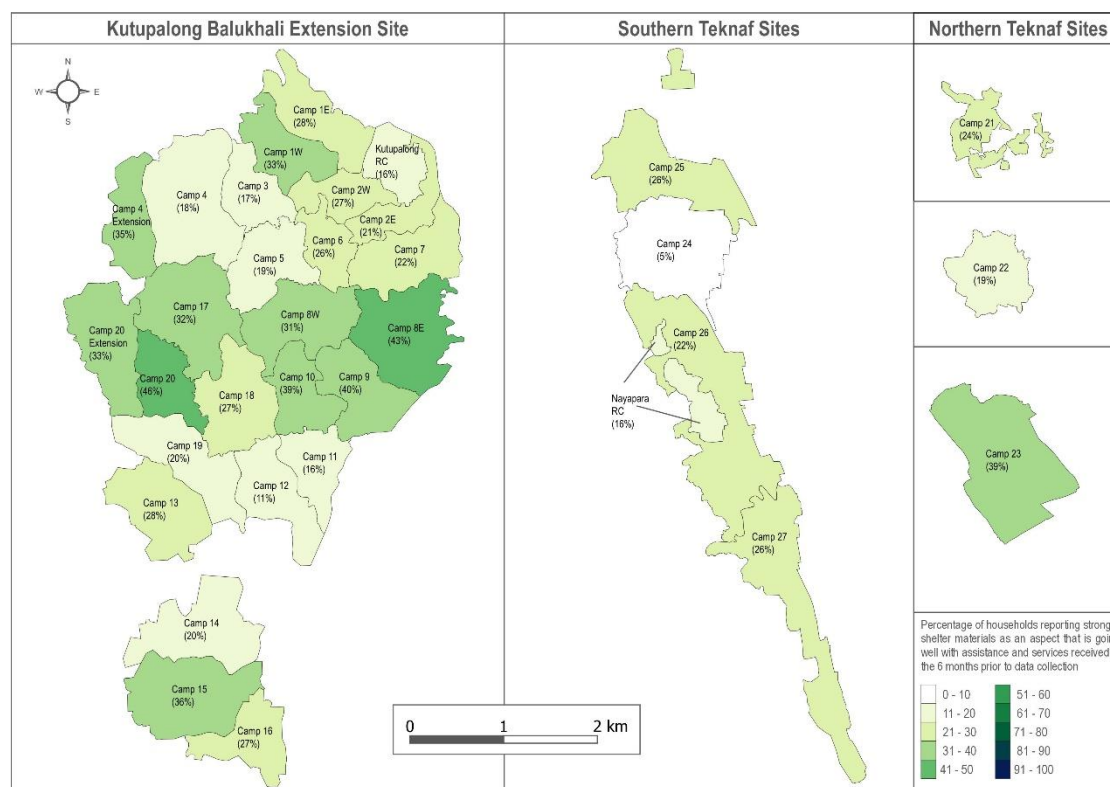 Kutupalong Balukhali Extension Site
Southern Teknaf Sites
Northern Teknaf Sites
N
W
E
S
Camp 1E
(28%)
Camp 1W
(33%)
Kutupalong
RC
(16%)
Camp 3
(17%)
Camp 4
(18%)
Camp 2W
(27%)
Camp 4
Extension
(35%)
Camp 2E
(21%)
Camp 6
(26%)
Camp 7
(22%)
Camp 5
(19%)
Camp 17
(32%)
Camp 8W
(31%)
Camp 8E
(43%)
Camp 20
Extension
(33%)
Camp 20
(46%)
Camp 18
(27%)
Camp 10
(39%)
Camp 9
(40%)
Camp 19
(20%)
Camp 11
(16%)
Camp 12
(11%)
Camp 13
(28%)
Camp 14
(20%)
Camp 15
(36%)
Camp 16
(27%)
Camp 25
(26%)
Camp 24
(5%)
Camp 26
(22%)
Nayapara
RC
(16%)
Camp 27
(26%)
0 1 2 km
Camp 21
(24%)
Camp 22
(19%)
Camp 23
(39%)
Percentage of households reporting strong
shelter materials as an aspect that is goin
well with assistance and services received
the 6 months prior to data collection
0 - 10
11 - 20
21 - 30
31 - 40
41 - 50
51 - 60
61 - 70
71 - 80
81 - 90
91 - 100